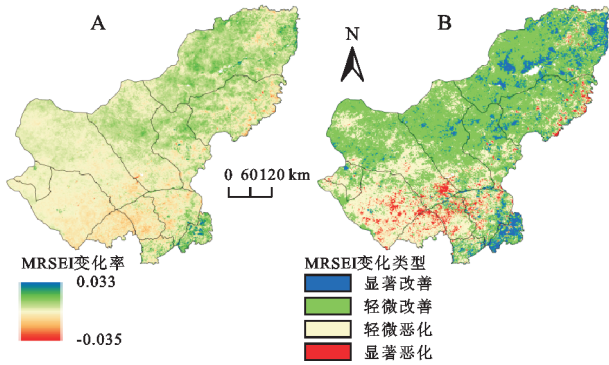 A
B
N
0 60120 km
MRSEI变化率
0.033
-0.035
MRSEI变化类型
显著改善
轻微改善
轻微恶化
显著恶化